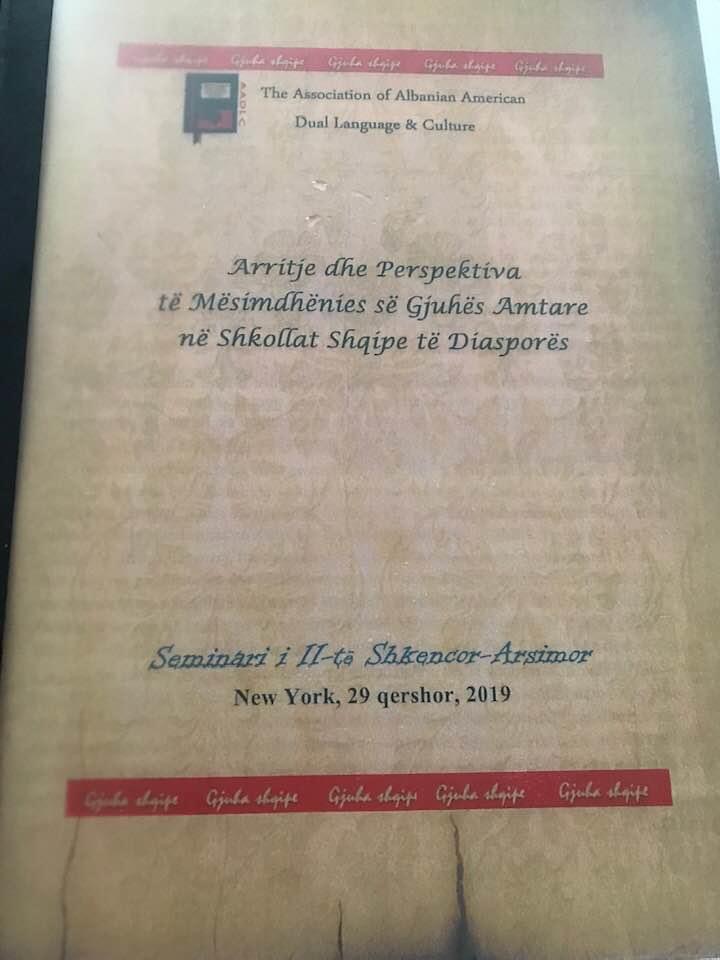 Gjuha shqipe Gjuha shqipe Gjuha shqipe Gjuha shqipe Gjuha shqipe
AADLC
The Association of Albanian American
Dual Language & Culture
Arritje dhe Perspektiva
të Mësimdhënies së Gjuhës Amtare
në Shkollat Shqipe të Diasporës
Seminari i II-të Shkencor-Arsimor
New York, 29 qershor, 2019
Gjuha shqipe Gjuha shqipe Gjuha shqipe Gjuha shqipe Gjuha shqipe